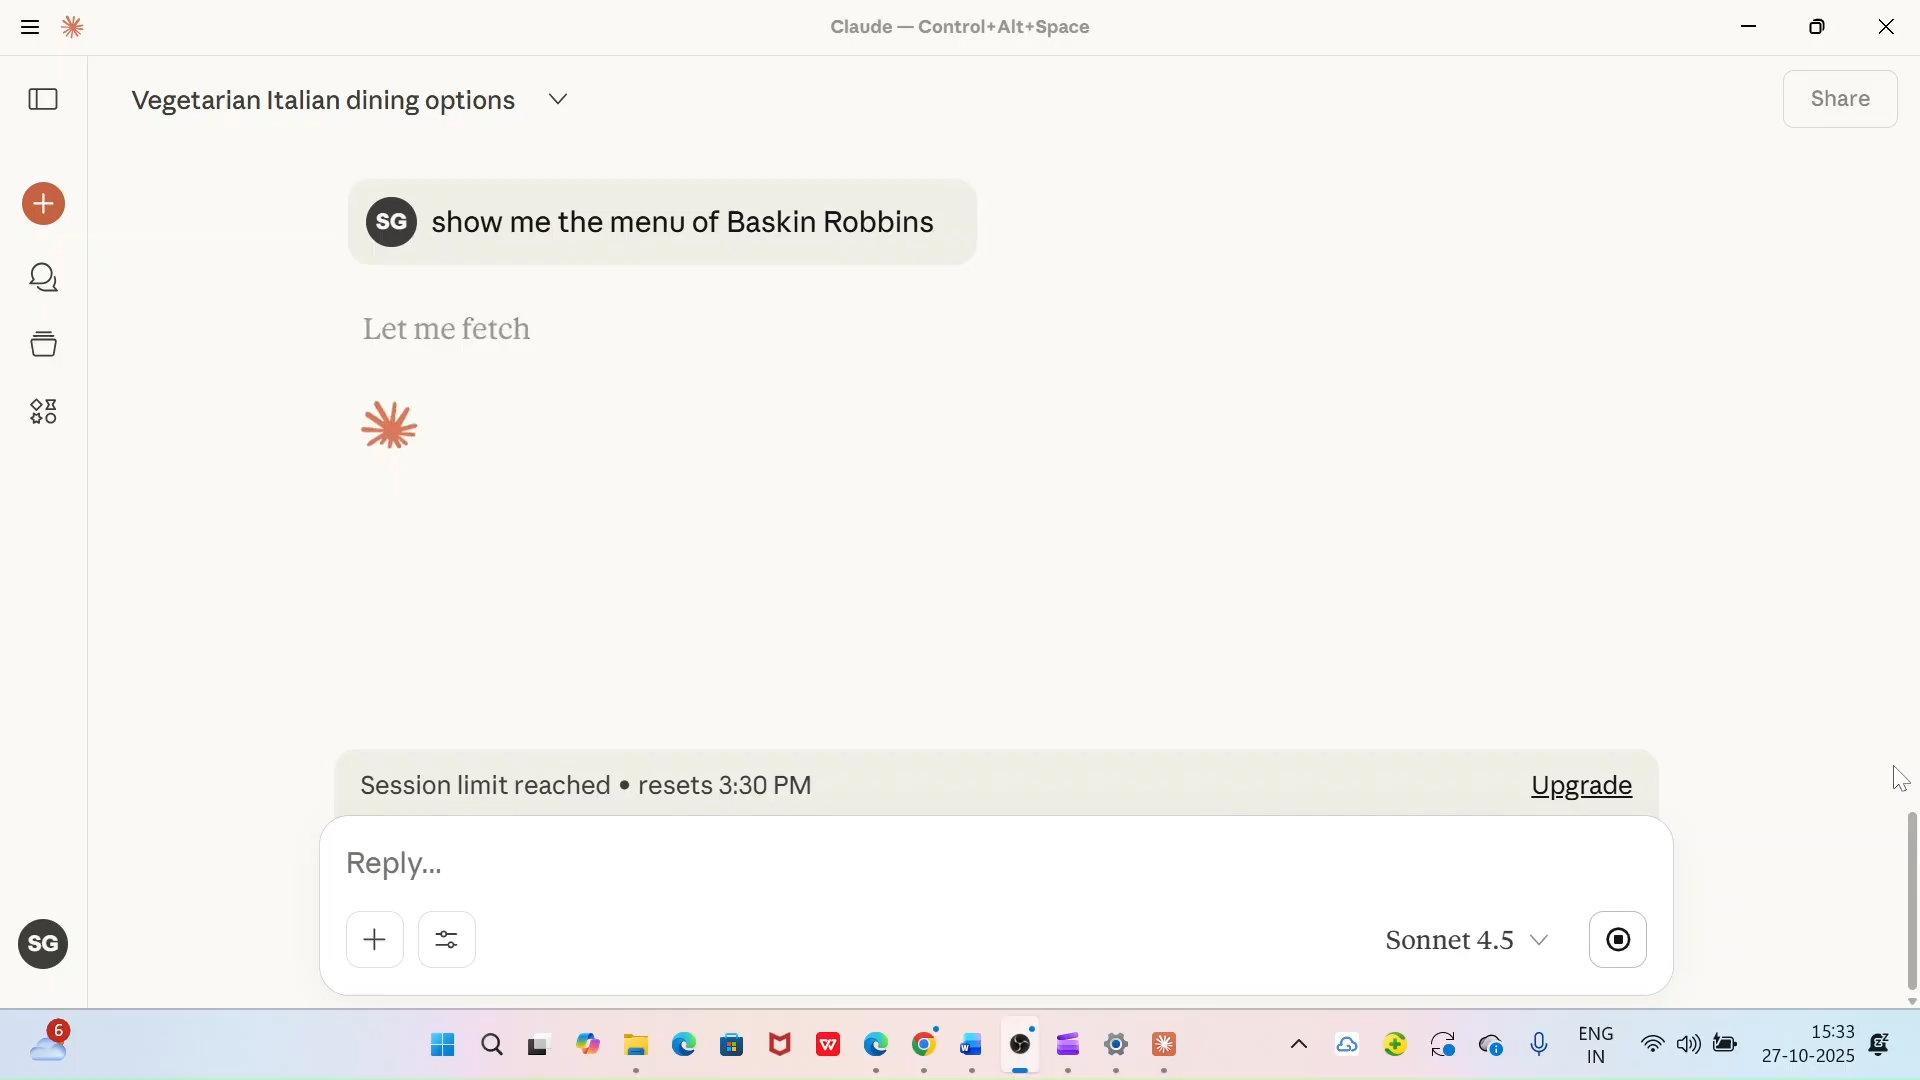 Claude — Control+Alt+Space
Vegetarian Italian dining options
Share
SG show me the menu of Baskin Robbins
Let me fetch
Session limit reached • resets 3:30 PM Upgrade
Reply...
Sonnet 4.5
SG
6
W
W
ENG
IN
15:33
27-10-2025